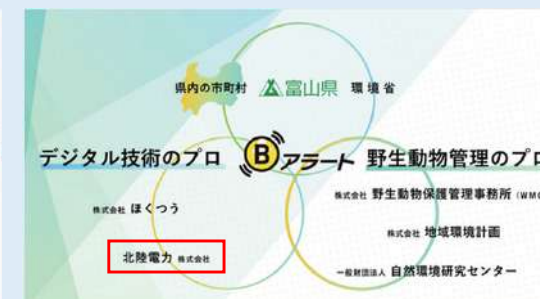 県内の市町村 富山県 環境省
デジタル技術のプロ Bアラート 野生動物管理のプロ
株式会社 ほくつう
株式会社 野生動物保護管理事務所 (WMO
北陸電力 株式会社
株式会社 地域環境計画
一般財団法人 自然環境研究センター